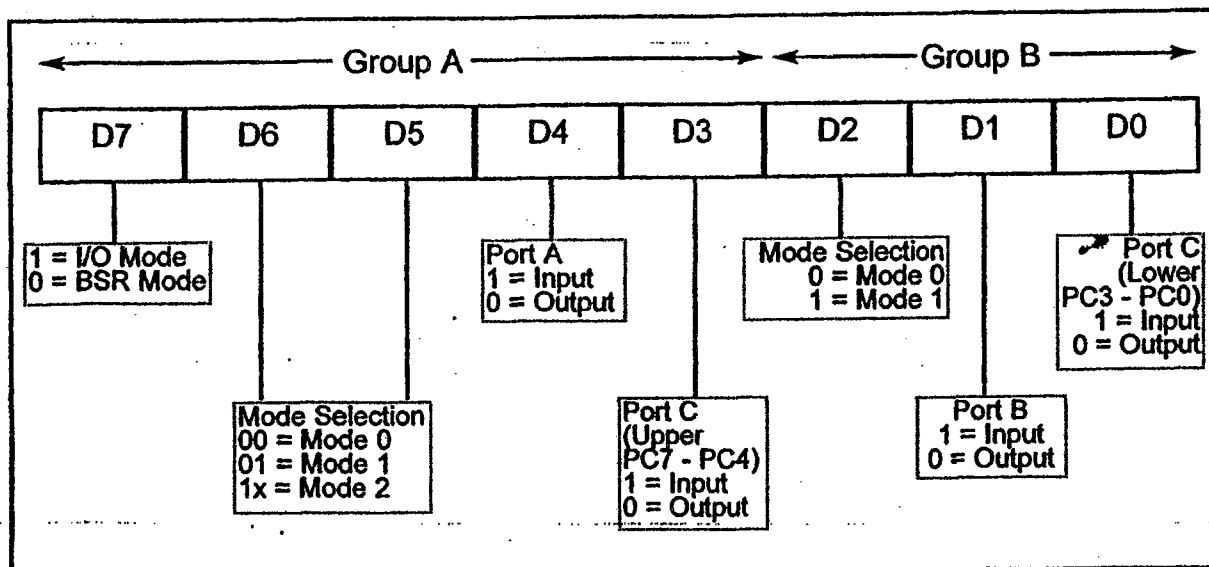 Group A
Group B
D7
D6
D5
D4
D3
D2
D1
D0
1 = I/O Mode
0 = BSR Mode
Port A
1 = Input
0 = Output
Mode Selection
0 = Mode 0
1 = Mode 1
Port C
(Lower
PC3 - PC0)
1 = Input
0 = Output
Mode Selection
00 = Mode 0
01 = Mode 1
1x = Mode 2
Port C
(Upper
PC7 - PC4)
1 = Input
0 = Output
Port B
1 = Input
0 = Output